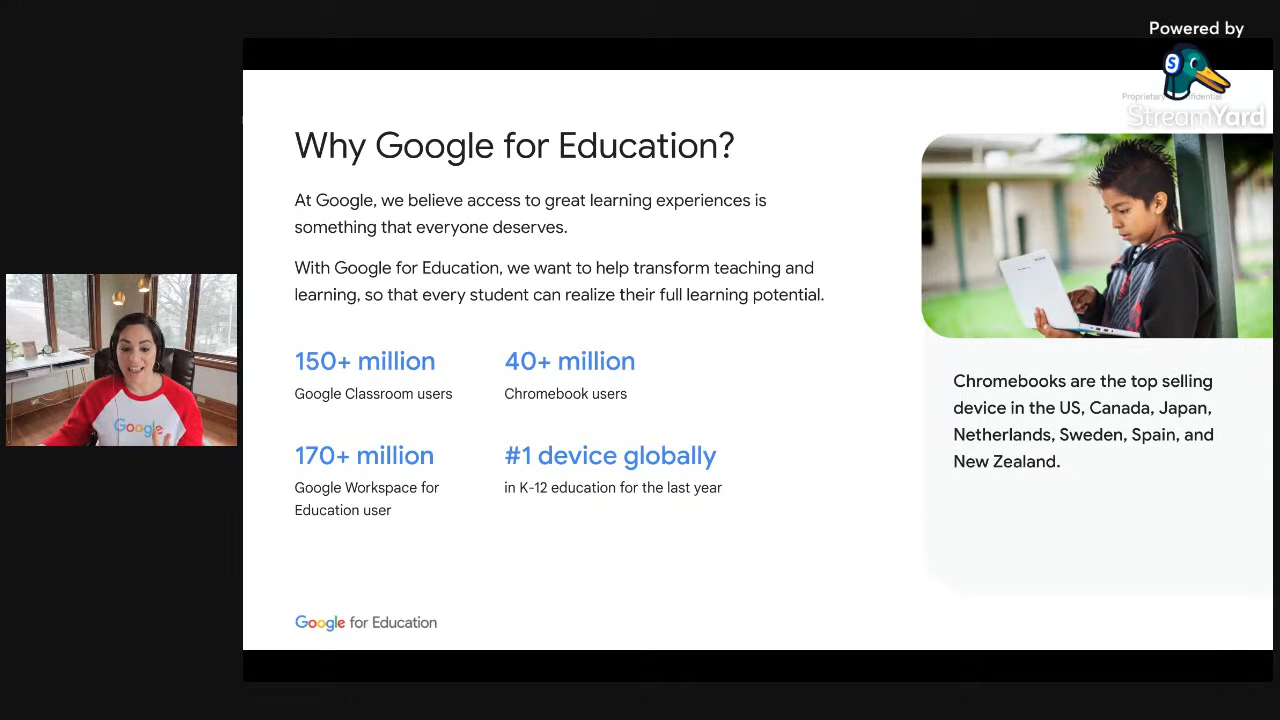 Powered by
StreamYard
Why Google for Education?
At Google, we believe access to great learning experiences is
something that everyone deserves.
With Google for Education, we want to help transform teaching and
learning, so that every student can realize their full learning potential.
150+ million
Google Classroom users
40+ million
Chromebook users
170+ million
Google Workspace for
Education user
#1 device globally
in K-12 education for the last year
Google for Education
Chromebooks are the top selling
device in the US, Canada, Japan,
Netherlands, Sweden, Spain, and
New Zealand.
Google
S